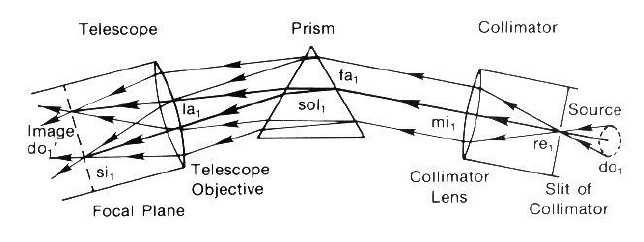 Telescope
Prism
Collimator
fa₁
Source
la₁
sol₁
mi₁
Image
do₁'
re₁
si₁
do₁
Telescope
Objective
Collimator
Lens
Slit of
Collimator
Focal Plane